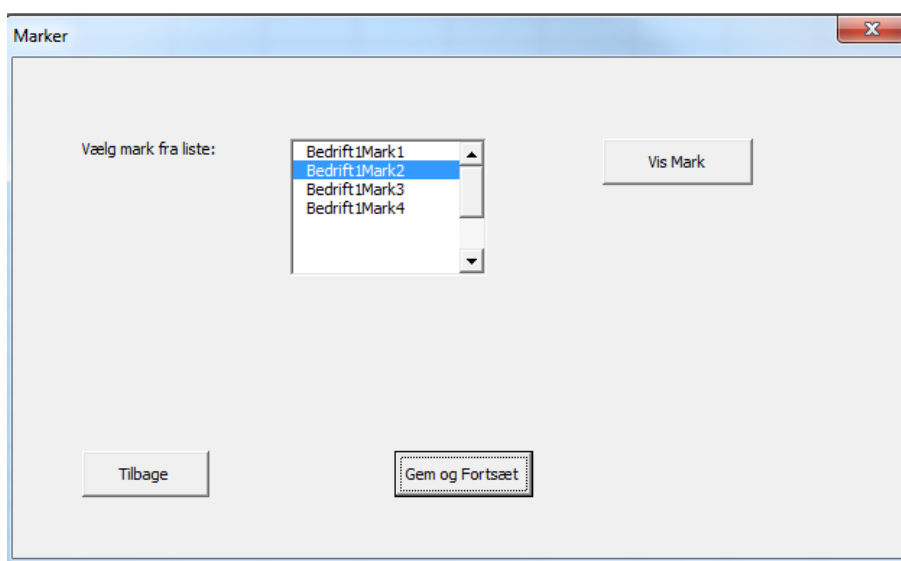 Marker
Vælg mark fra liste:
Bedrift1Mark1
Bedrift1Mark2
Bedrift1Mark3
Bedrift1Mark4
Vis Mark
Tilbage
Gem og Fortsæt